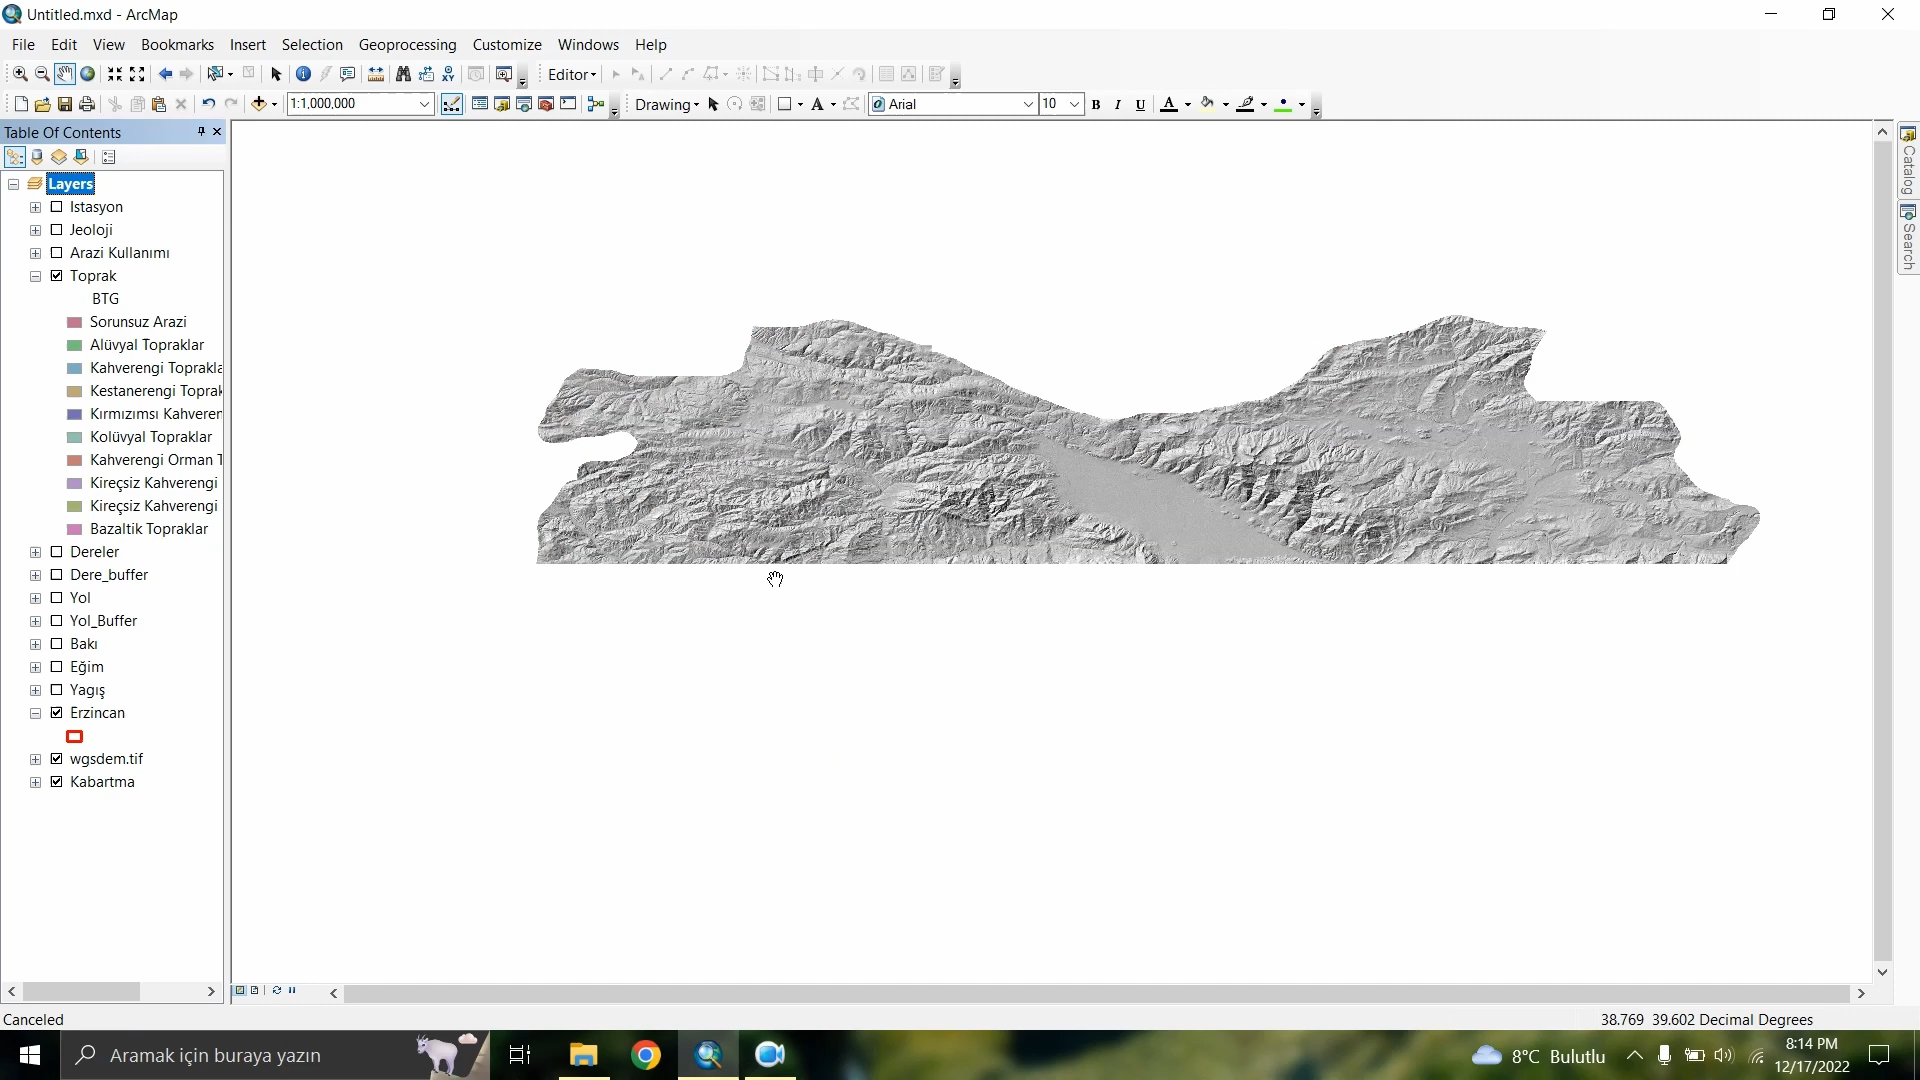 Untitled.mxd - ArcMap
File Edit View Bookmarks Insert Selection Geoprocessing Customize Windows Help
Editor
1:1,000,000 Drawing A Arial 10 B I U A
Table Of Contents
Layers
Istasyon
Jeoloji
Arazi Kullanımı
Toprak
BTG
Sorunsuz Arazi
Alüvyal Topraklar
Kahverengi Toprakla
Kestanerengi Toprak
Kırmızımsı Kahveren
Kolüvyal Topraklar
Kahverengi Orman T
Kireçsiz Kahverengi
Kireçsiz Kahverengi
Bazaltik Topraklar
Dereler
Dere_buffer
Yol
Yol_Buffer
Bakı
Eğim
Yagış
Erzincan
wgsdem.tif
Kabartma
Catalog
Search
Canceled
38.769 39.602 Decimal Degrees
Aramak için buraya yazın
8°C Bulutlu
8:14 PM
12/17/2022